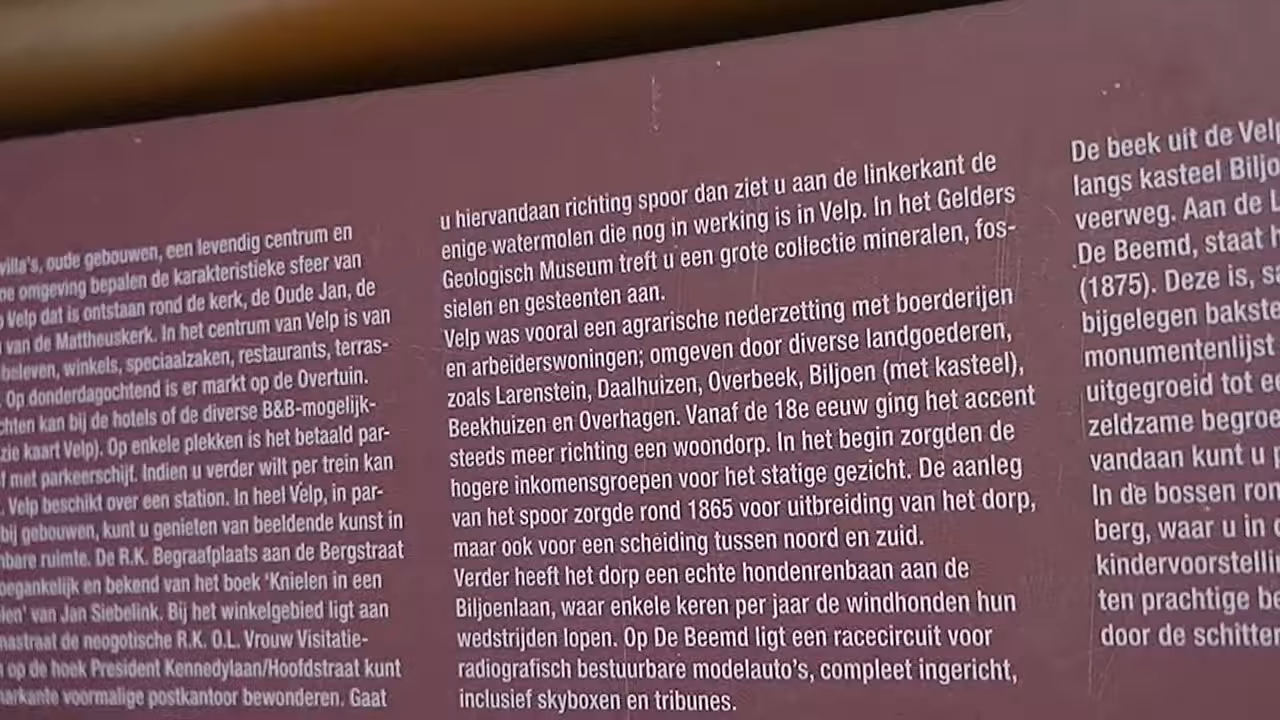 villa's, oude gebouwen, een levendig centrum en
omgeving bepalen de karakteristieke sfeer van
Velp dat is ontstaan rond de kerk, de Oude Jan, de
van de Mattheuskerk. In het centrum van Velp is van
beleven, winkels, speciaalzaken, restaurants, terras-
Op donderdagochtend is er markt op de Overtuin.
kan bij de hotels of de diverse B&B-mogelijk-
zie kaart Velp). Op enkele plekken is het betaald par-
met parkeerschijf. Indien u verder wilt per trein kan
Velp beschikt over een station. In heel Velp, in par-
bij gebouwen, kunt u genieten van beeldende kunst in
ruimte. De R.K. Begraafplaats aan de Bergstraat
en bekend van het boek 'Knielen in een
van Jan Siebelink. Bij het winkelgebied ligt aan
de neogotische R.K. O.L. Vrouw Visitatie-
op de hoek President Kennedylaan/Hoofdstraat kunt
voormalige postkantoor bewonderen. Gaat
u hiervandaan richting spoor dan ziet u aan de linkerkant de
enige watermolen die nog in werking is in Velp. In het Gelders
Geologisch Museum treft u een grote collectie mineralen, fos-
sielen en gesteenten aan.
Velp was vooral een agrarische nederzetting met boerderijen
en arbeiderswoningen; omgeven door diverse landgoederen,
zoals Larenstein, Daalhuizen, Overbeek, Biljoen (met kasteel),
Beekhuizen en Overhagen. Vanaf de 18e eeuw ging het accent
steeds meer richting een woondorp. In het begin zorgden de
hogere inkomensgroepen voor het statige gezicht. De aanleg
van het spoor zorgde rond 1865 voor uitbreiding van het dorp,
maar ook voor een scheiding tussen noord en zuid.
Verder heeft het dorp een echte hondenrenbaan aan de
Biljoenlaan, waar enkele keren per jaar de windhonden hun
wedstrijden lopen. Op De Beemd ligt een racecircuit voor
radiografisch bestuurbare modelauto's, compleet ingericht,
inclusief skyboxen en tribunes.
De beek uit de Velp
langs kasteel Biljo
veerweg. Aan de
De Beemd, staat
(1875). Deze is,
bijgelegen bakste
monumentenlijst
uitgegroeid tot
zeldzame begroe
vandaan kunt u
In de bossen ron
berg, waar u in
kindervoorstelli
ten prachtige be
door de schitter